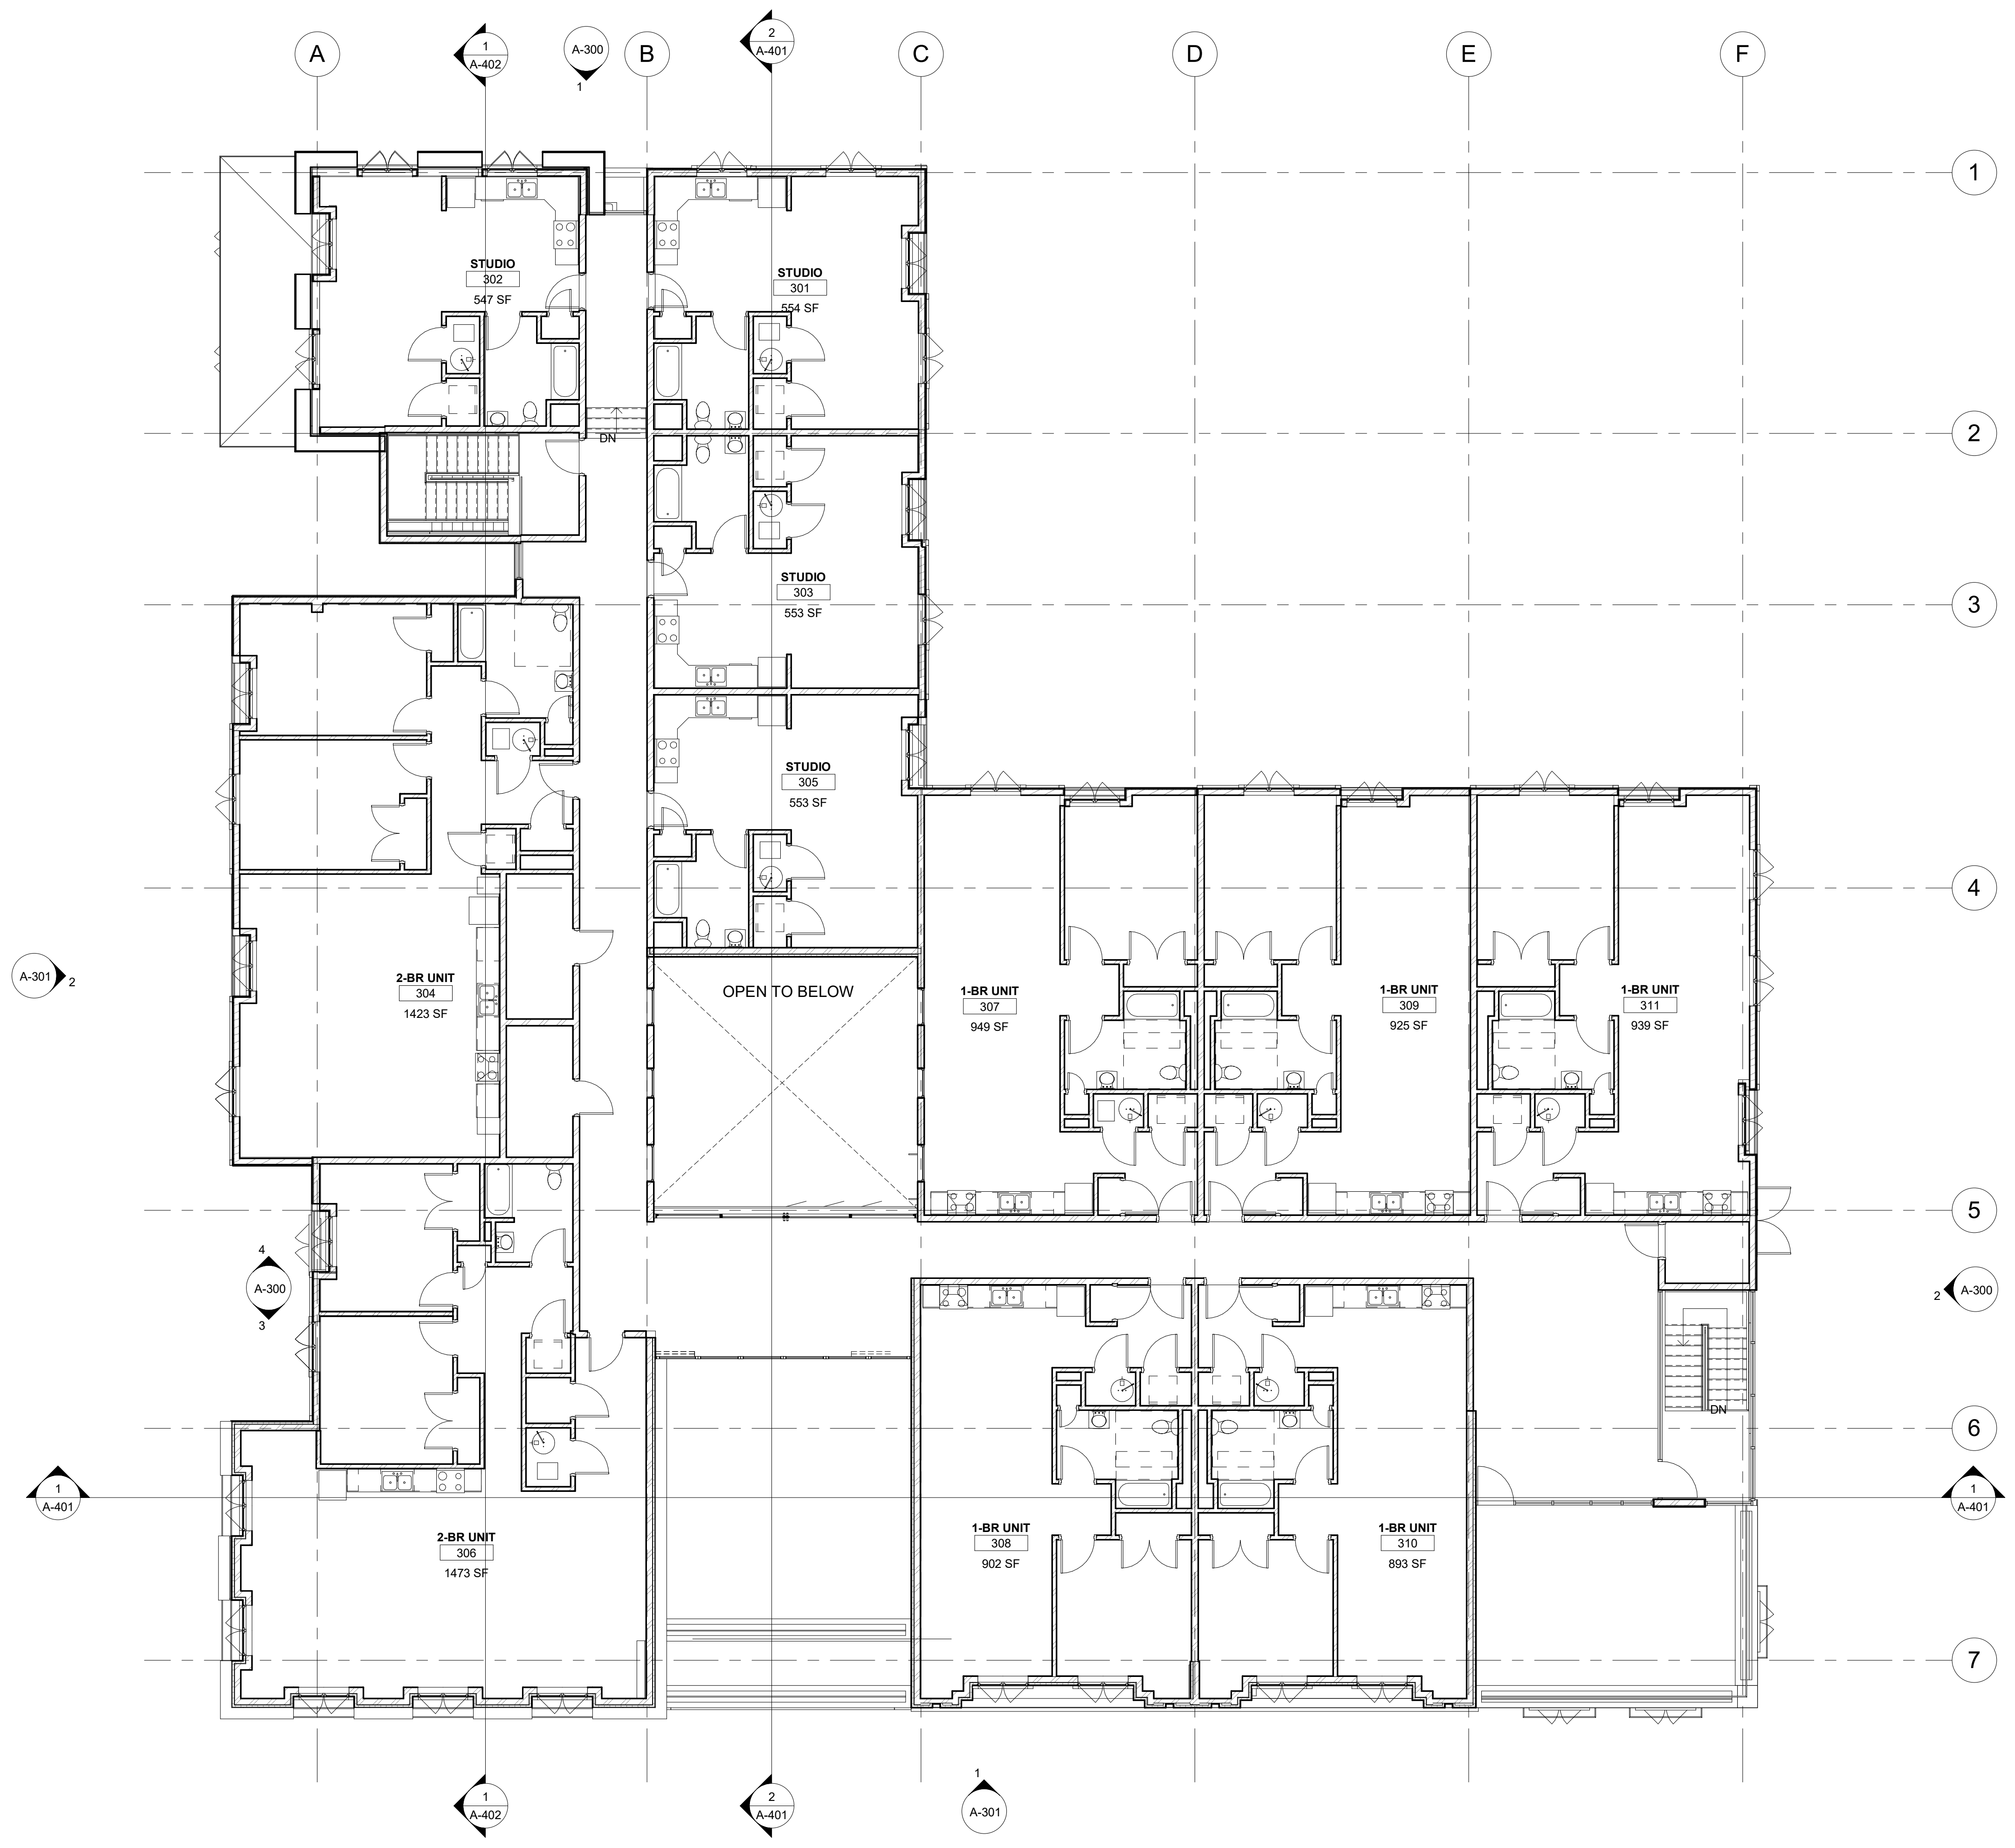 A
1
A-402
A-300
1
B
2
A-401
C
D
E
F
1
STUDIO
302
547 SF
STUDIO
301
554 SF
DN
2
STUDIO
303
553 SF
3
STUDIO
305
553 SF
4
A-301
2
2-BR UNIT
304
1423 SF
OPEN TO BELOW
1-BR UNIT
307
949 SF
1-BR UNIT
309
925 SF
1-BR UNIT
311
939 SF
5
4
A-300
3
2
A-300
DN
6
1
A-401
1
A-401
2-BR UNIT
306
1473 SF
1-BR UNIT
308
902 SF
1-BR UNIT
310
893 SF
7
1
A-402
2
A-401
1
A-301